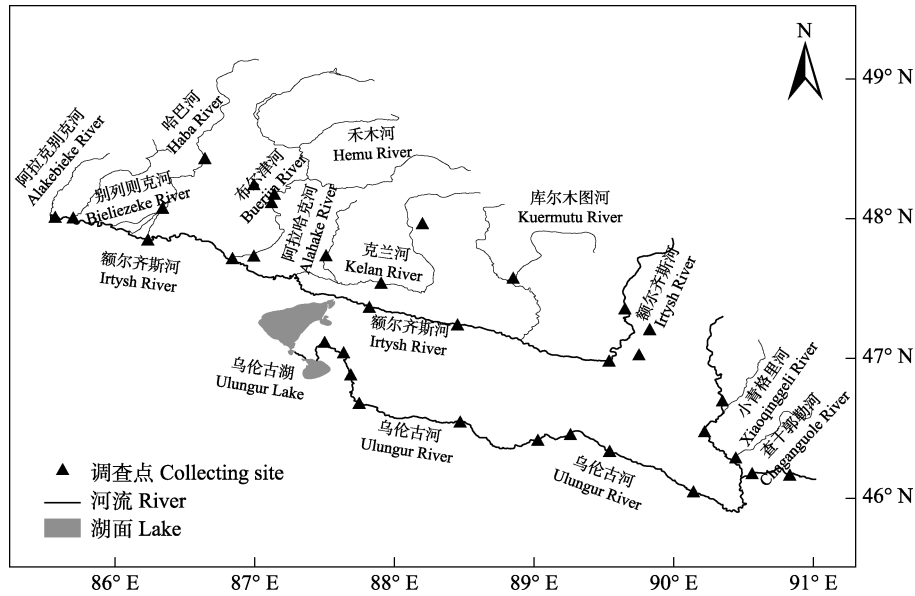 N
49° N
48° N
47° N
46° N
阿拉克别克河
Alakebieke River
哈巴河
Haba River
别列则克河
Bieliezeke River
布尔津河
Buerjin River
禾木河
Hemu River
阿拉哈克河
Alahake River
克兰河
Kelan River
库尔木图河
Kuermutu River
额尔齐斯河
Irtysh River
额尔齐斯河
Irtysh River
额尔齐斯河
Irtysh River
乌伦古湖
Ulungur Lake
乌伦古河
Ulungur River
乌伦古河
Ulungur River
小青格里河
Xiaoqinggeli River
查干郭勒河
Chaganguole River
调查点 Collecting site
河流 River
湖面 Lake
86° E
87° E
88° E
89° E
90° E
91° E